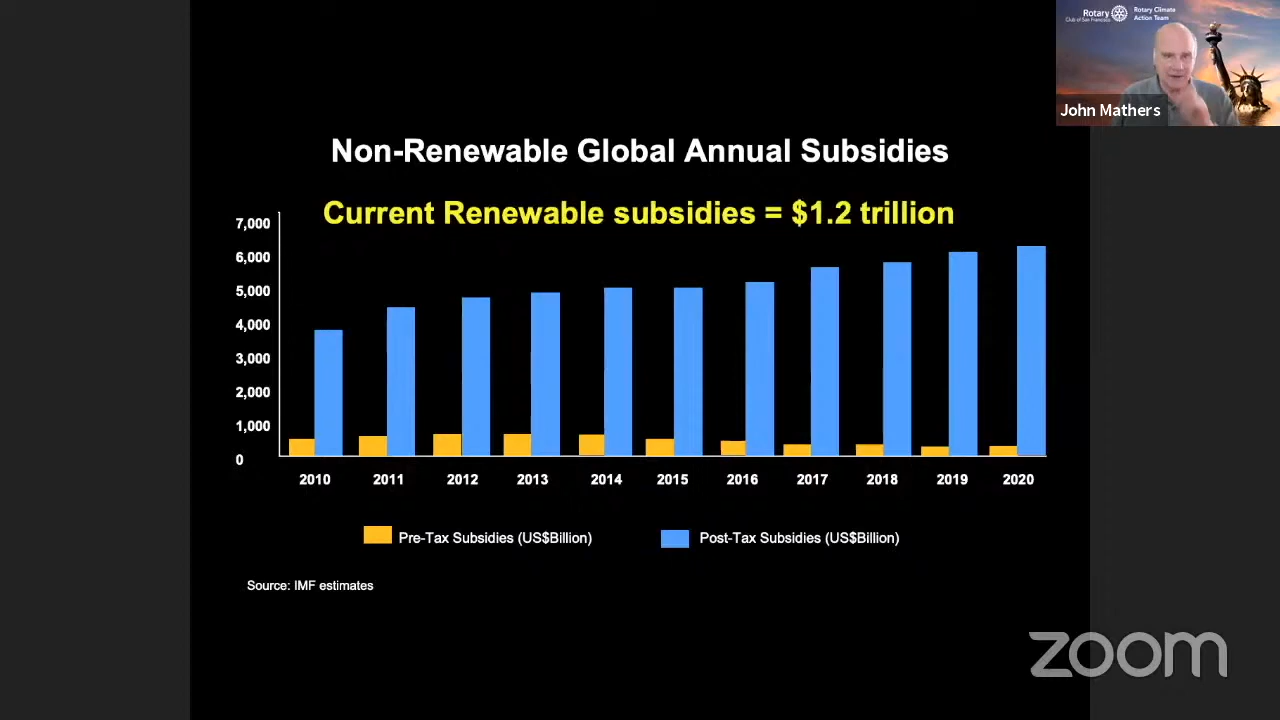 Rotary
Club of San Francisco
Rotary Climate
Action Team
John Mathers
Non-Renewable Global Annual Subsidies
Current Renewable subsidies = $1.2 trillion
7,000
6,000
5,000
4,000
3,000
2,000
1,000
0
2010 2011 2012 2013 2014 2015 2016 2017 2018 2019 2020
Pre-Tax Subsidies (US$Billion) Post-Tax Subsidies (US$Billion)
Source: IMF estimates
zoom